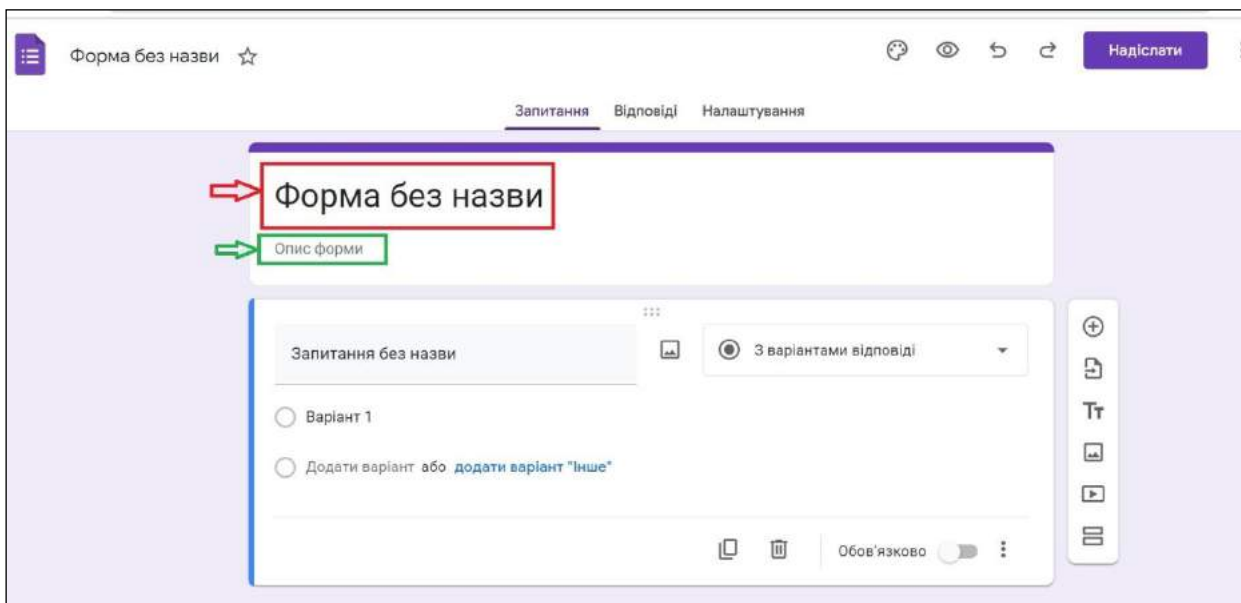 Форма без назви
Надіслати
Запитання Відповіді Налаштування
Форма без назви
Опис форми
Запитання без назви
З варіантами відповіді
Варіант 1
Додати варіант або додати варіант "Інше"
Обов'язково
Тт